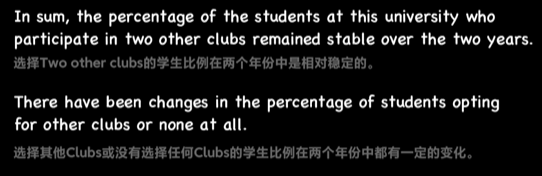 In sum, the percentage of the students at this university who
participate in two other clubs remained stable over the two years.
选择Two other clubs的学生比例在两个年份中是相对稳定的。
There have been changes in the percentage of students opting
for other clubs or none at all.
选择其他Clubs或没有选择任何Clubs的学生比例在两个年份中都有一定的变化。